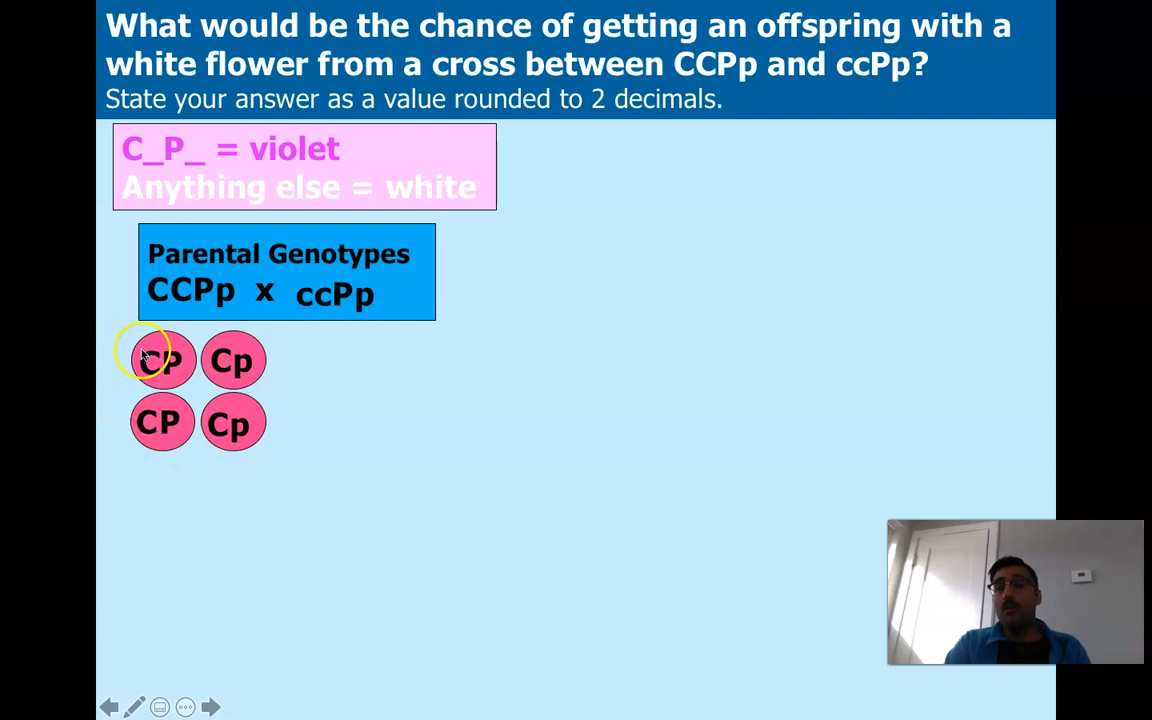 What would be the chance of getting an offspring with a
white flower from a cross between CCPp and ccPp?
State your answer as a value rounded to 2 decimals.
C_P_ = violet
Anything else = white
Parental Genotypes
CCPp x ccPp
CP Cp
CP Cp